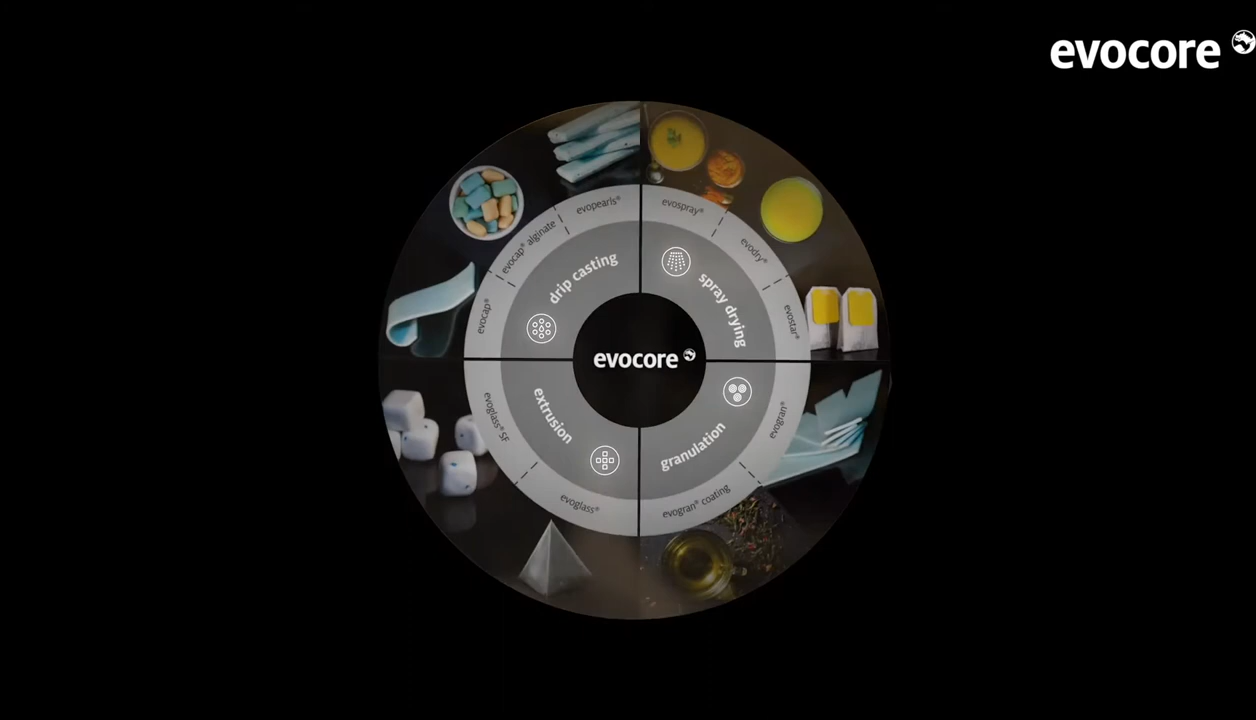 evocore
evopearls®
evospray®
evocap® alginate
evodry®
drip casting
spray drying
evocap®
evostar®
evocore
evoglass® SF
extrusion
granulation
evogran®
evoglass®
evogran® coating